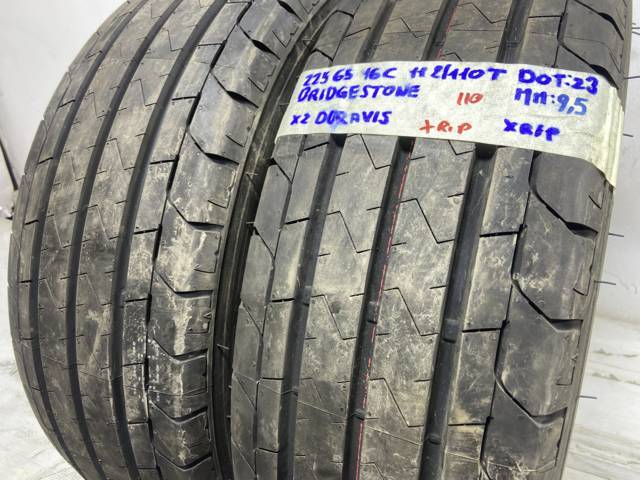 225 65 16C 112/110T DOT:23
BRIDGESTONE 110 MM:9,5
X2 DURAVIS +RIP XRIP